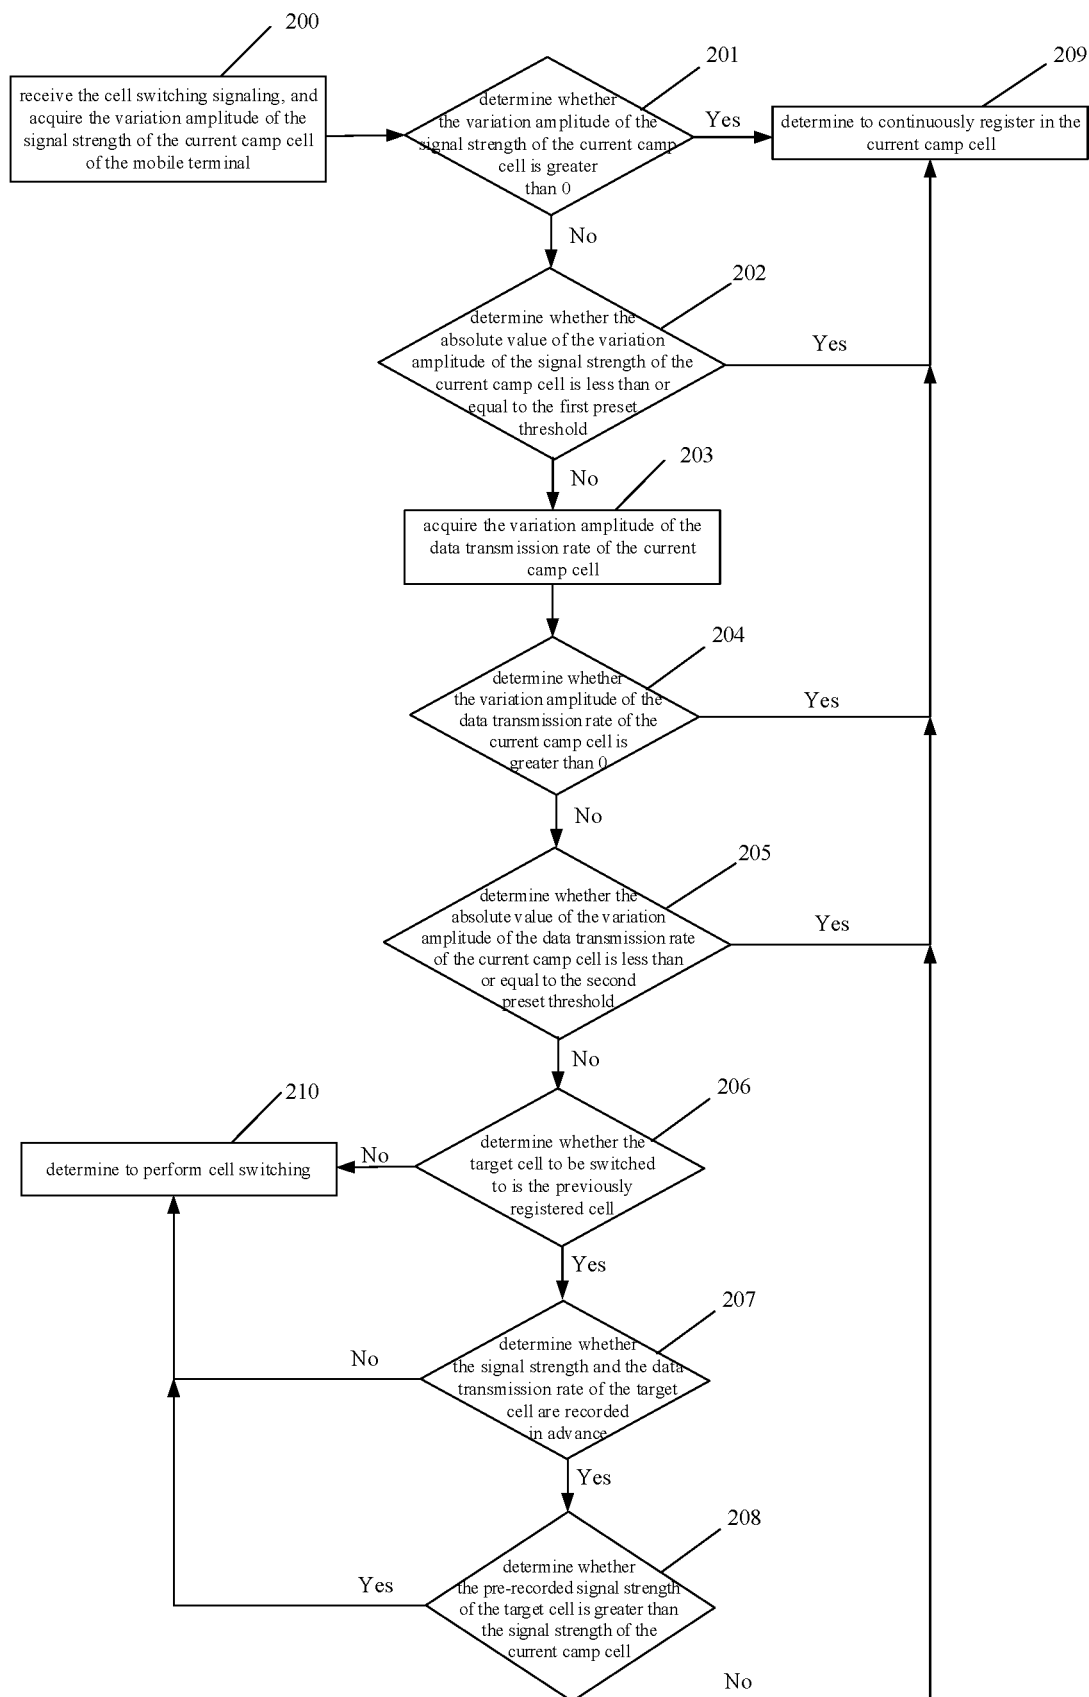 200
receive the cell switching signaling, and
acquire the variation amplitude of the
signal strength of the current camp cell
of the mobile terminal
201
determine whether
the variation amplitude of the
signal strength of the current camp
cell is greater
than 0
Yes
209
determine to continuously register in the
current camp cell
No
202
determine whether the
absolute value of the variation
amplitude of the signal strength of the
current camp cell is less than or
equal to the first preset
threshold
Yes
No
203
acquire the variation amplitude of the
data transmission rate of the current
camp cell
204
determine whether
the variation amplitude of the
data transmission rate of the
current camp cell is
greater than 0
Yes
No
205
determine whether the
absolute value of the variation
amplitude of the data transmission rate
of the current camp cell is less than
or equal to the second
preset threshold
Yes
No
206
determine whether the
target cell to be switched
to is the previously
registered cell
No
210
determine to perform cell switching
Yes
207
determine whether
the signal strength and the data
transmission rate of the target
cell are recorded
in advance
No
Yes
208
determine whether
the pre-recorded signal strength
of the target cell is greater than
the signal strength of the
current camp cell
Yes
No